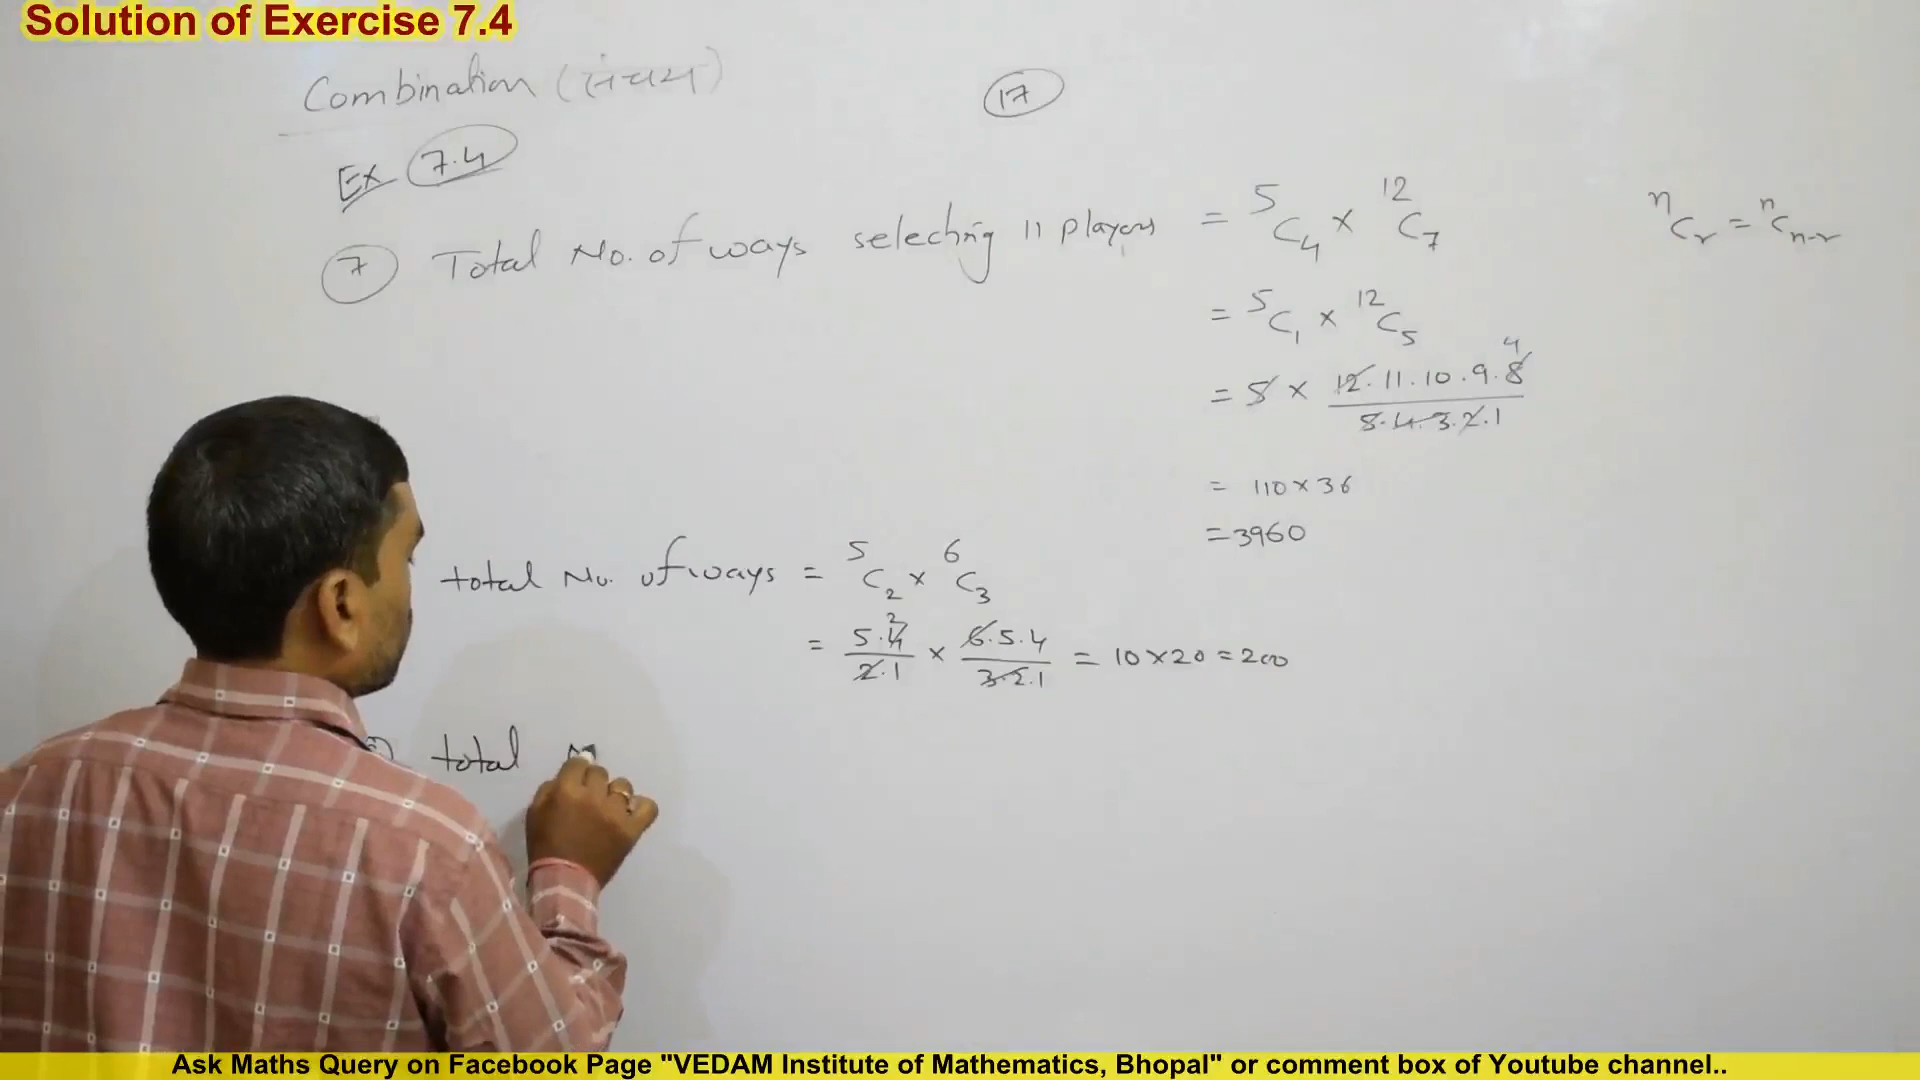 Solution of Exercise 7.4
Combination (संचय)
17
Ex 7.4
7 Total No. of ways selecting 11 players = ⁵C₄ × ¹²C₇
ⁿCᵣ = ⁿCₙ₋ᵣ
= ⁵C₁ × ¹²C₅
= 5 × 12.11.10.9.8 4 / 5.4.3.2.1
= 110 × 36
= 3960
total No. of ways = ⁵C₂ × ⁶C₃
= 5.4 2 / 2.1 × 6.5.4 / 3.2.1 = 10 × 20 = 200
total
Ask Maths Query on Facebook Page "VEDAM Institute of Mathematics, Bhopal" or comment box of Youtube channel..